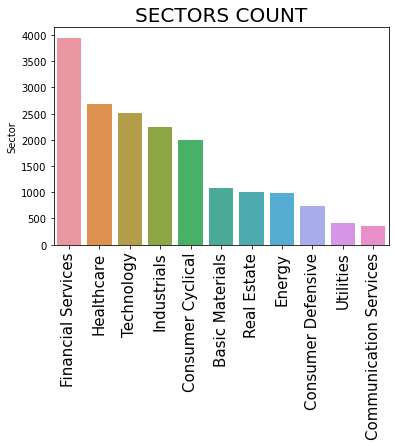 SECTORS COUNT
4000
3500
3000
2500
2000
1500
1000
500
0
Sector
Financial Services
Healthcare
Technology
Industrials
Consumer Cyclical
Basic Materials
Real Estate
Energy
Consumer Defensive
Utilities
Communication Services